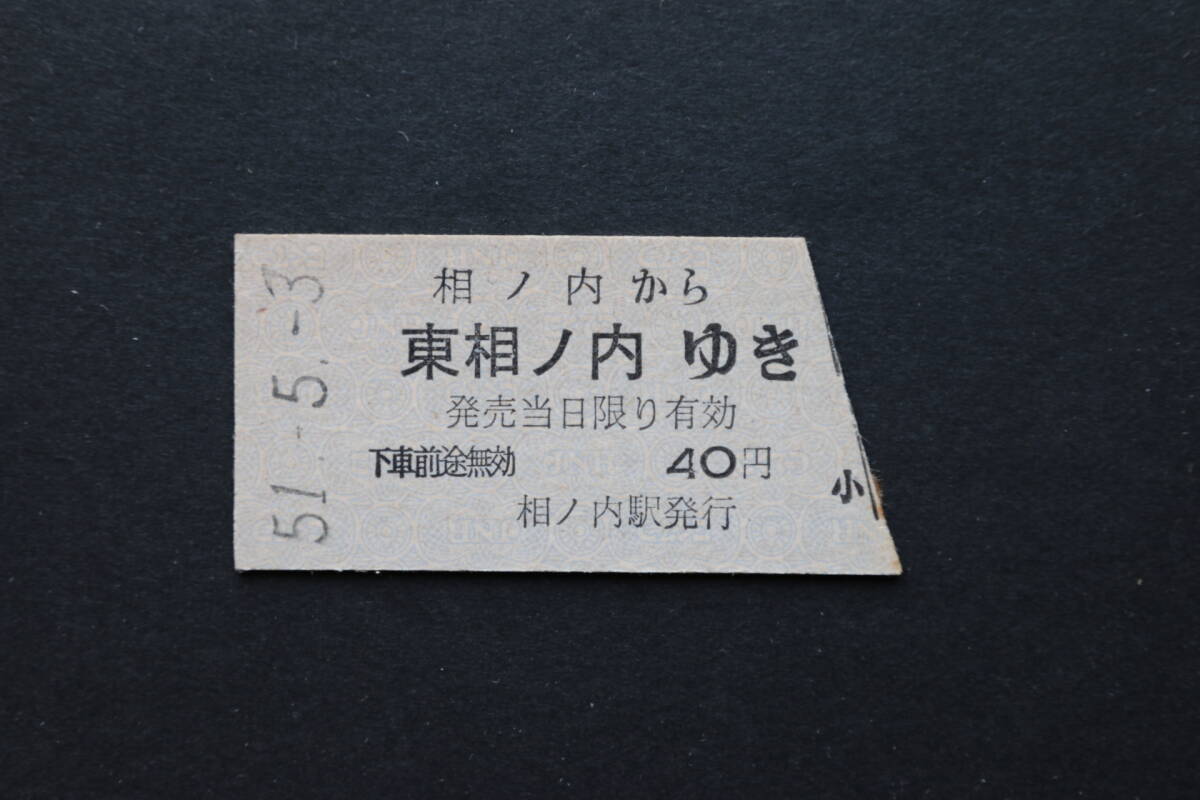 51.-5.-3
相ノ内から
東相ノ内 ゆき
発売当日限り有効
下車前途無効 40円
小
相ノ内駅発行